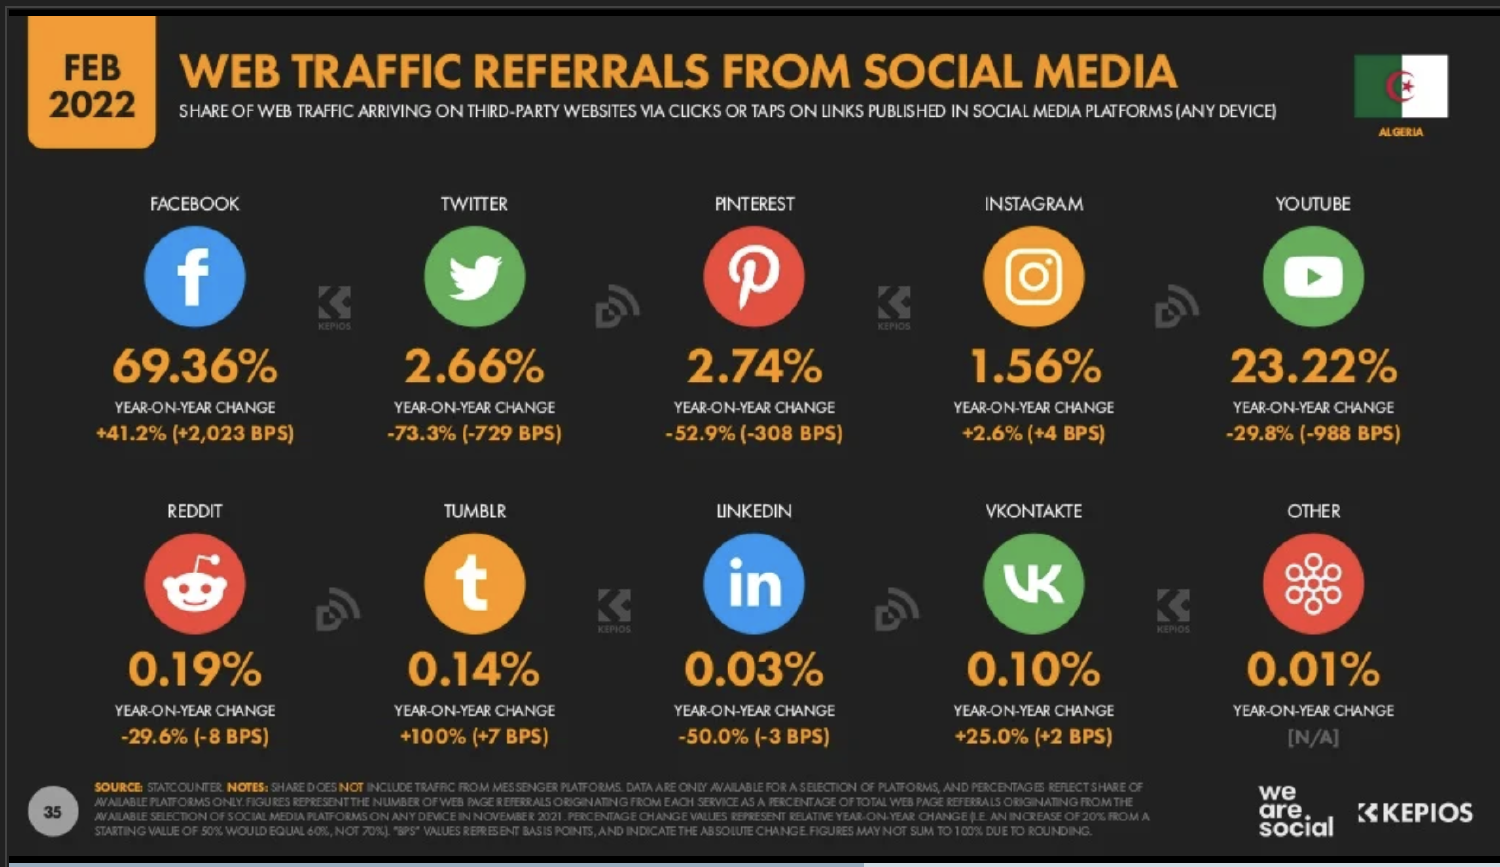 FEB
2022
WEB TRAFFIC REFERRALS FROM SOCIAL MEDIA
SHARE OF WEB TRAFFIC ARRIVING ON THIRD-PARTY WEBSITES VIA CLICKS OR TAPS ON LINKS PUBLISHED IN SOCIAL MEDIA PLATFORMS (ANY DEVICE)
ALGERIA
FACEBOOK
69.36%
YEAR-ON-YEAR CHANGE
+41.2% (+2,023 BPS)
TWITTER
2.66%
YEAR-ON-YEAR CHANGE
-73.3% (-729 BPS)
PINTEREST
2.74%
YEAR-ON-YEAR CHANGE
-52.9% (-308 BPS)
INSTAGRAM
1.56%
YEAR-ON-YEAR CHANGE
+2.6% (+4 BPS)
YOUTUBE
23.22%
YEAR-ON-YEAR CHANGE
-29.8% (-988 BPS)
KEPIOS
KEPIOS
REDDIT
0.19%
YEAR-ON-YEAR CHANGE
-29.6% (-8 BPS)
TUMBLR
t
0.14%
YEAR-ON-YEAR CHANGE
+100% (+7 BPS)
LINKEDIN
in
0.03%
YEAR-ON-YEAR CHANGE
-50.0% (-3 BPS)
VKONTAKTE
VK
0.10%
YEAR-ON-YEAR CHANGE
+25.0% (+2 BPS)
OTHER
0.01%
YEAR-ON-YEAR CHANGE
[N/A]
KEPIOS
KEPIOS
35
SOURCE: STATCOUNTER. NOTES: SHARE DOES NOT INCLUDE TRAFFIC FROM MESSENGER PLATFORMS. DATA ARE ONLY AVAILABLE FOR A SELECTION OF PLATFORMS, AND PERCENTAGES REFLECT SHARE OF
AVAILABLE PLATFORMS ONLY. FIGURES REPRESENT THE NUMBER OF WEB PAGE REFERRALS ORIGINATING FROM EACH SERVICE AS A PERCENTAGE OF TOTAL WEB PAGE REFERRALS ORIGINATING FROM THE
AVAILABLE SELECTION OF SOCIAL MEDIA PLATFORMS ON ANY DEVICE IN NOVEMBER 2021. PERCENTAGE CHANGE VALUES REPRESENT RELATIVE YEAR-ON-YEAR CHANGE (I.E. AN INCREASE OF 20% FROM A
STARTING VALUE OF 50% WOULD EQUAL 60%, NOT 70%). "BPS" VALUES REPRESENT BASIS POINTS, AND INDICATE THE ABSOLUTE CHANGE. FIGURES MAY NOT SUM TO 100% DUE TO ROUNDING.
we
are
social
KEPIOS